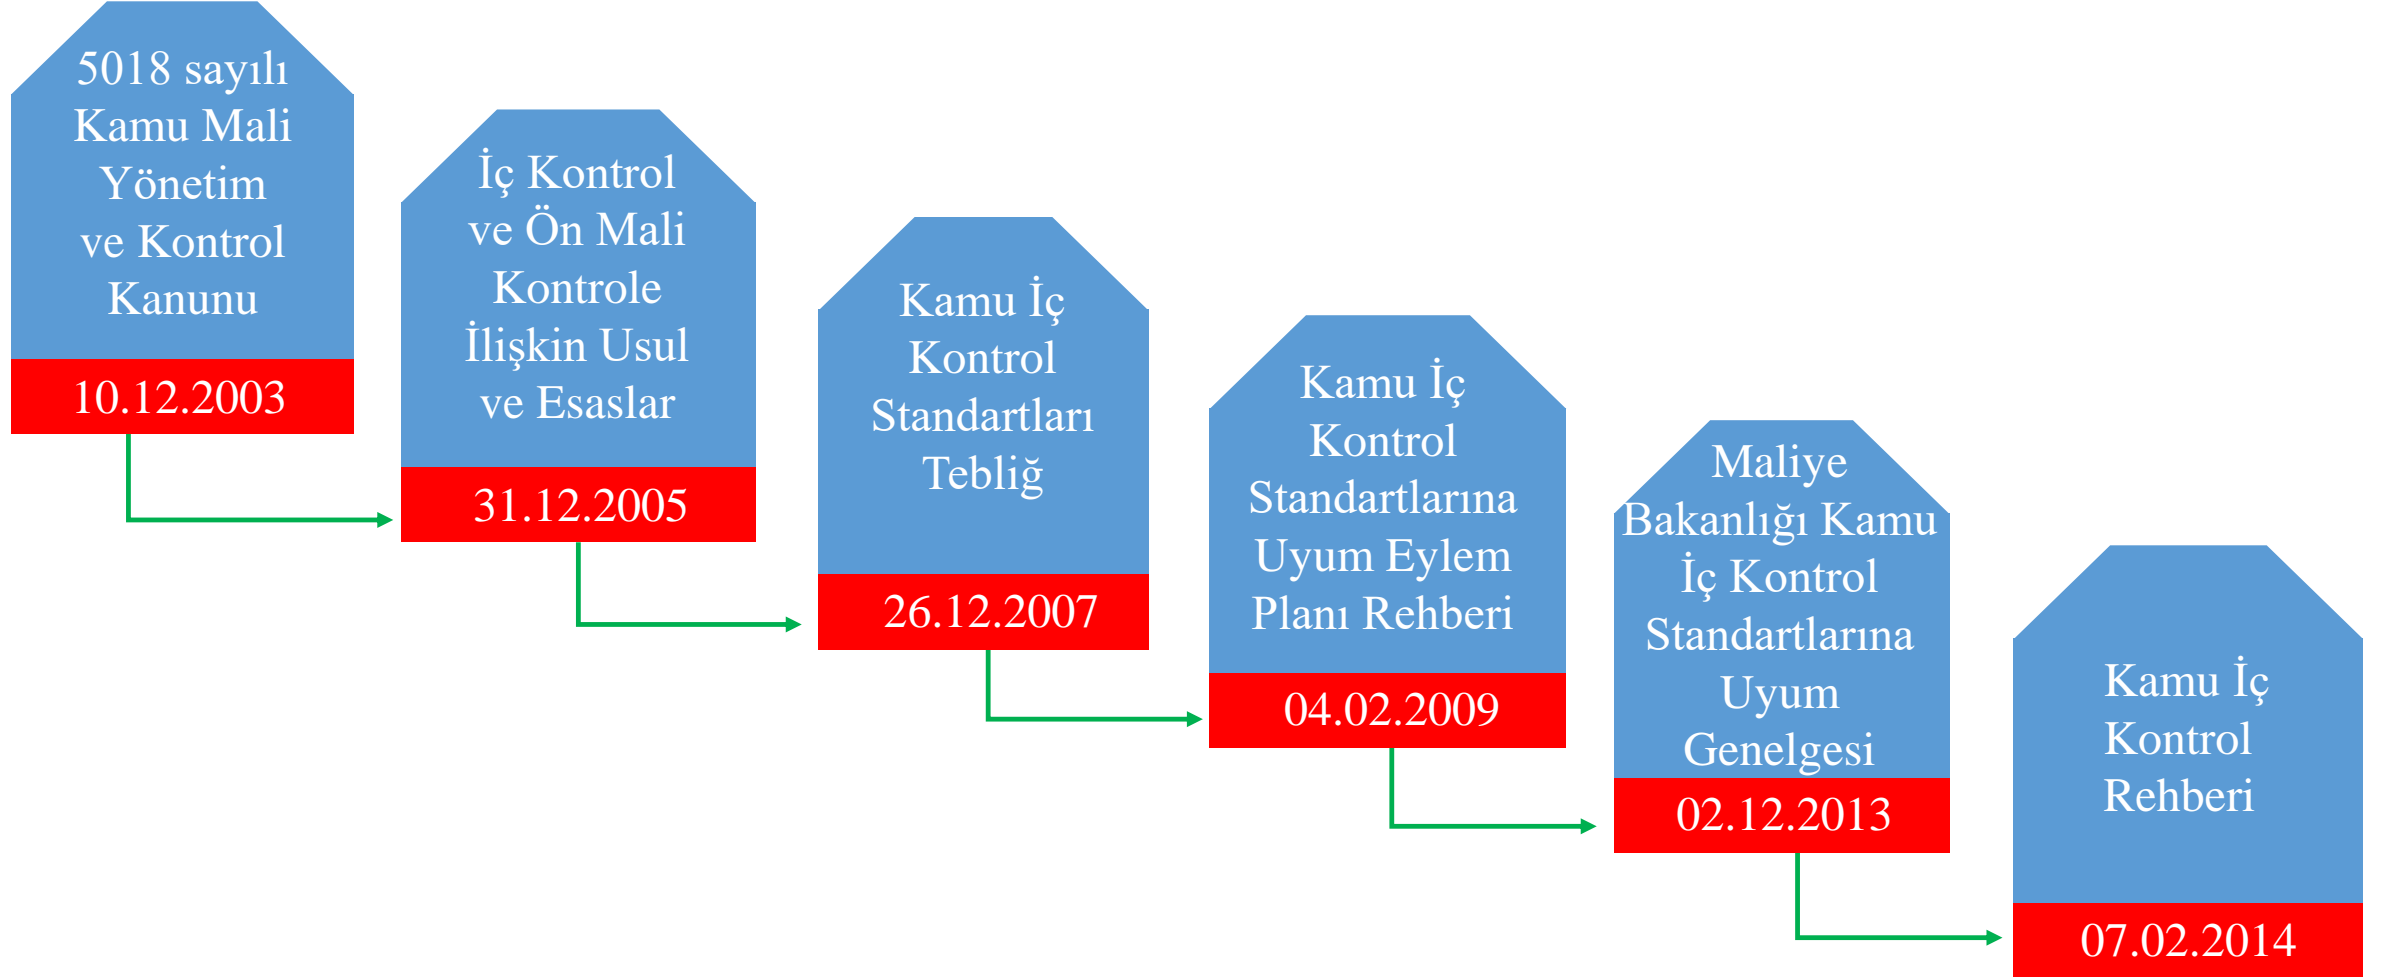 5018 sayılı
Kamu Mali
Yönetim
ve Kontrol
Kanunu
10.12.2003
İç Kontrol
ve Ön Mali
Kontrole
İlişkin Usul
ve Esaslar
31.12.2005
Kamu İç
Kontrol
Standartları
Tebliğ
26.12.2007
Kamu İç
Kontrol
Standartlarına
Uyum Eylem
Planı Rehberi
04.02.2009
Maliye
Bakanlığı Kamu
İç Kontrol
Standartlarına
Uyum
Genelgesi
02.12.2013
Kamu İç
Kontrol
Rehberi
07.02.2014